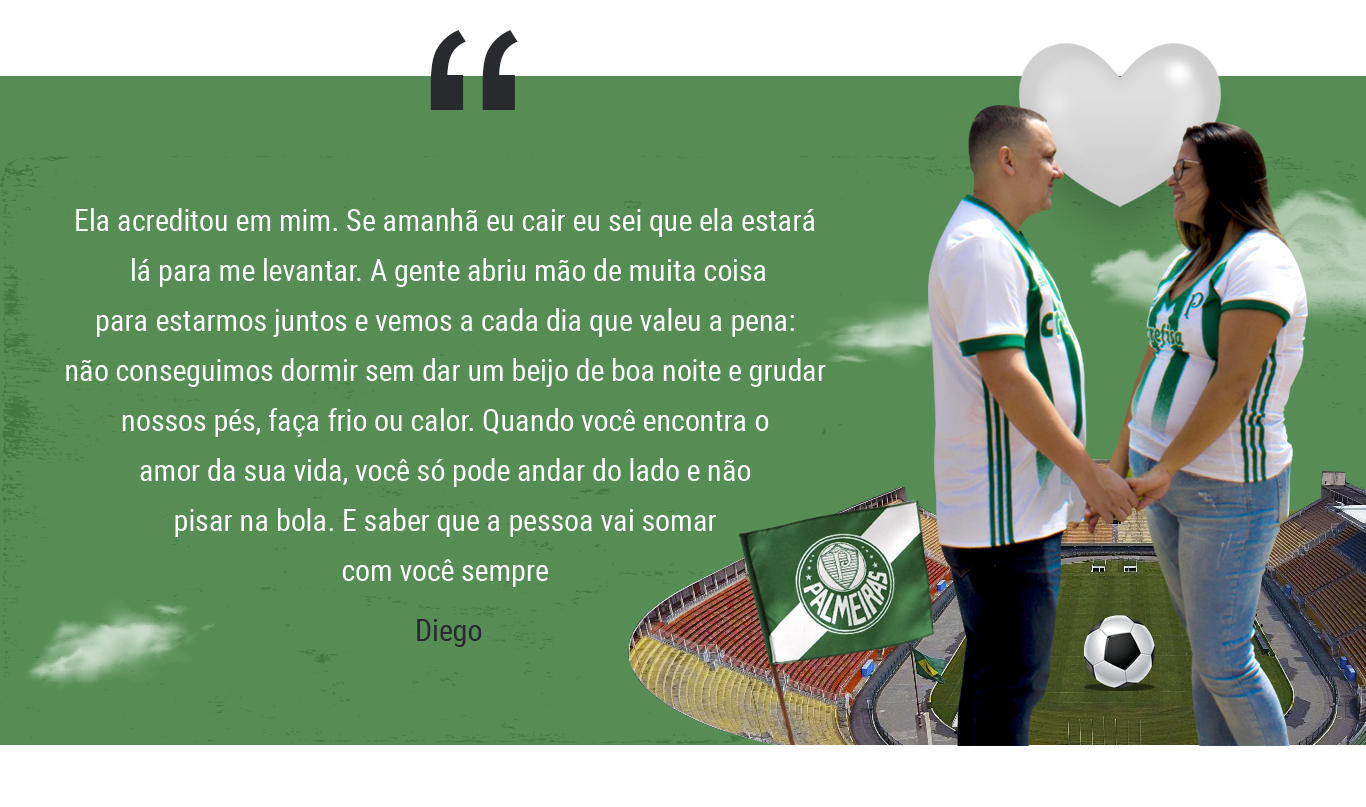 “
Ela acreditou em mim. Se amanhã eu cair eu sei que ela estará
lá para me levantar. A gente abriu mão de muita coisa
para estarmos juntos e vemos a cada dia que valeu a pena:
não conseguimos dormir sem dar um beijo de boa noite e grudar
nossos pés, faça frio ou calor. Quando você encontra o
amor da sua vida, você só pode andar do lado e não
pisar na bola. E saber que a pessoa vai somar
com você sempre
Diego
PALMEIRAS
P